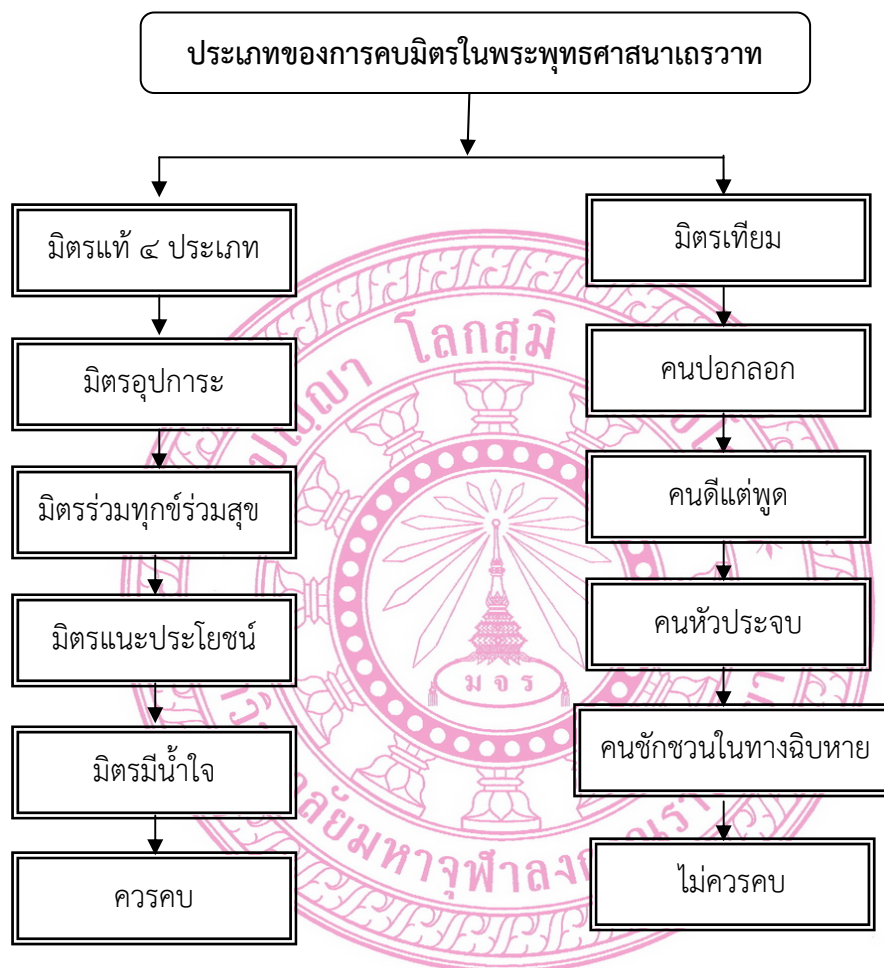 ประเภทของการคบมิตรในพระพุทธศาสนาเถรวาท
มิตรแท้ ๔ ประเภท
มิตรอุปการะ
มิตรร่วมทุกข์ร่วมสุข
มิตรแนะประโยชน์
มิตรมีน้ำใจ
ควรคบ
มิตรเทียม
คนปอกลอก
คนดีแต่พูด
คนหัวประจบ
คนชักชวนในทางฉิบหาย
ไม่ควรคบ
ปญฺญา โลกสฺมิ
ม จ ร